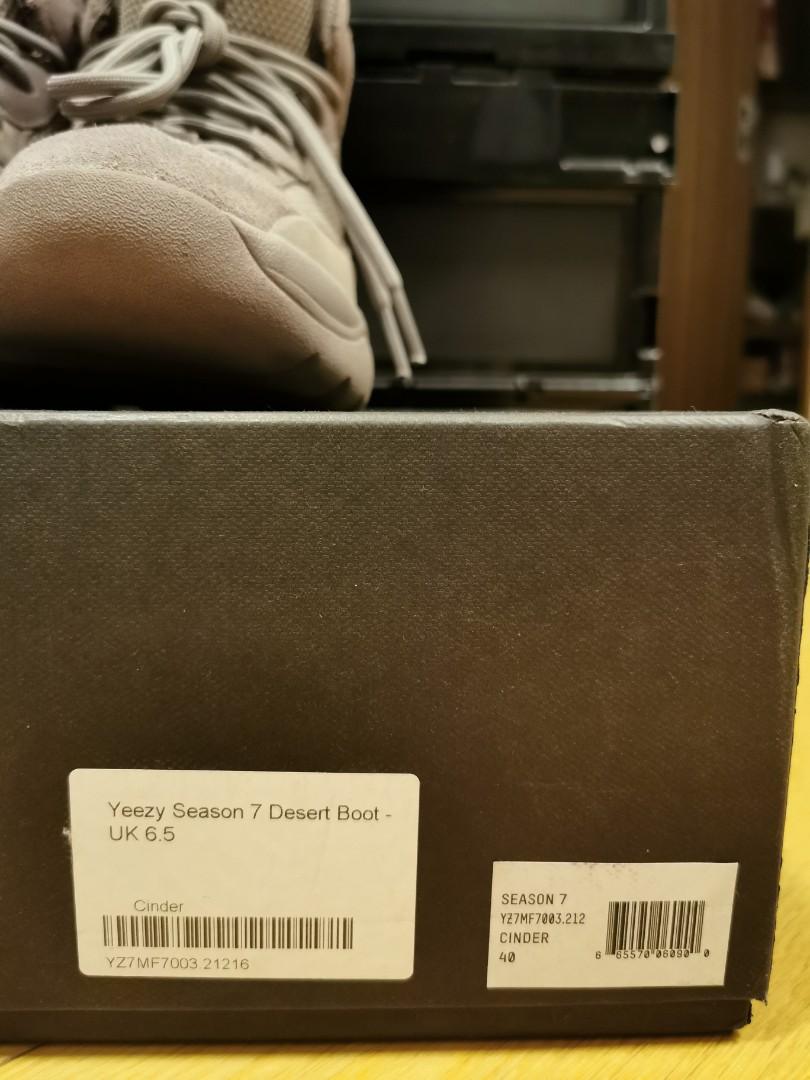 Yeezy Season 7 Desert Boot -
UK 6.5
Cinder
YZ7MF7003.21216
SEASON 7
YZ7MF7003.212
CINDER
40
6 65570 06090 0